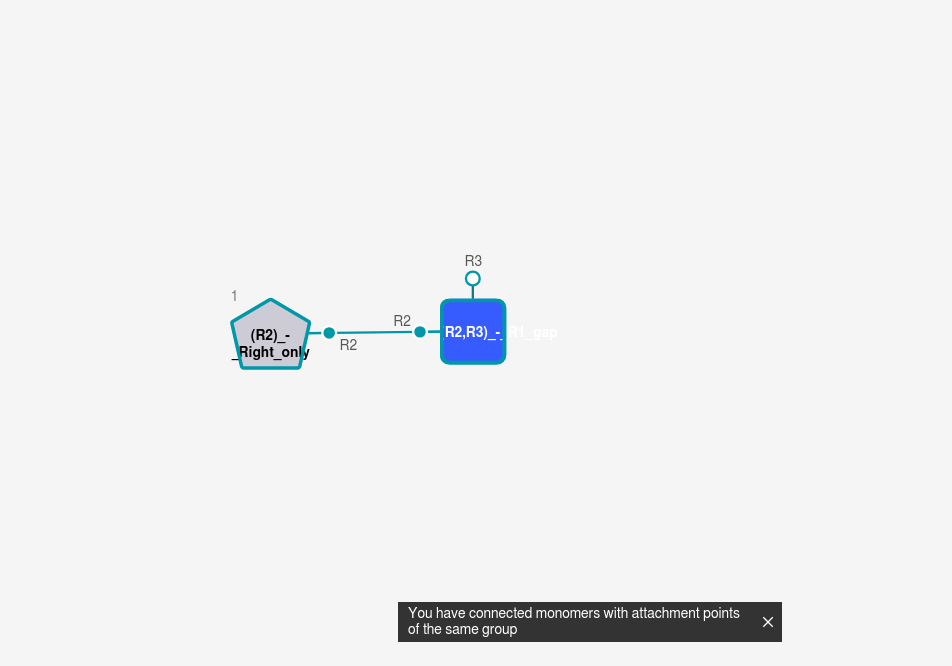 R3
1
R2
(R2)_-
_Right_only
R2,R3)_-_R1_gap
R2
You have connected monomers with attachment points
of the same group